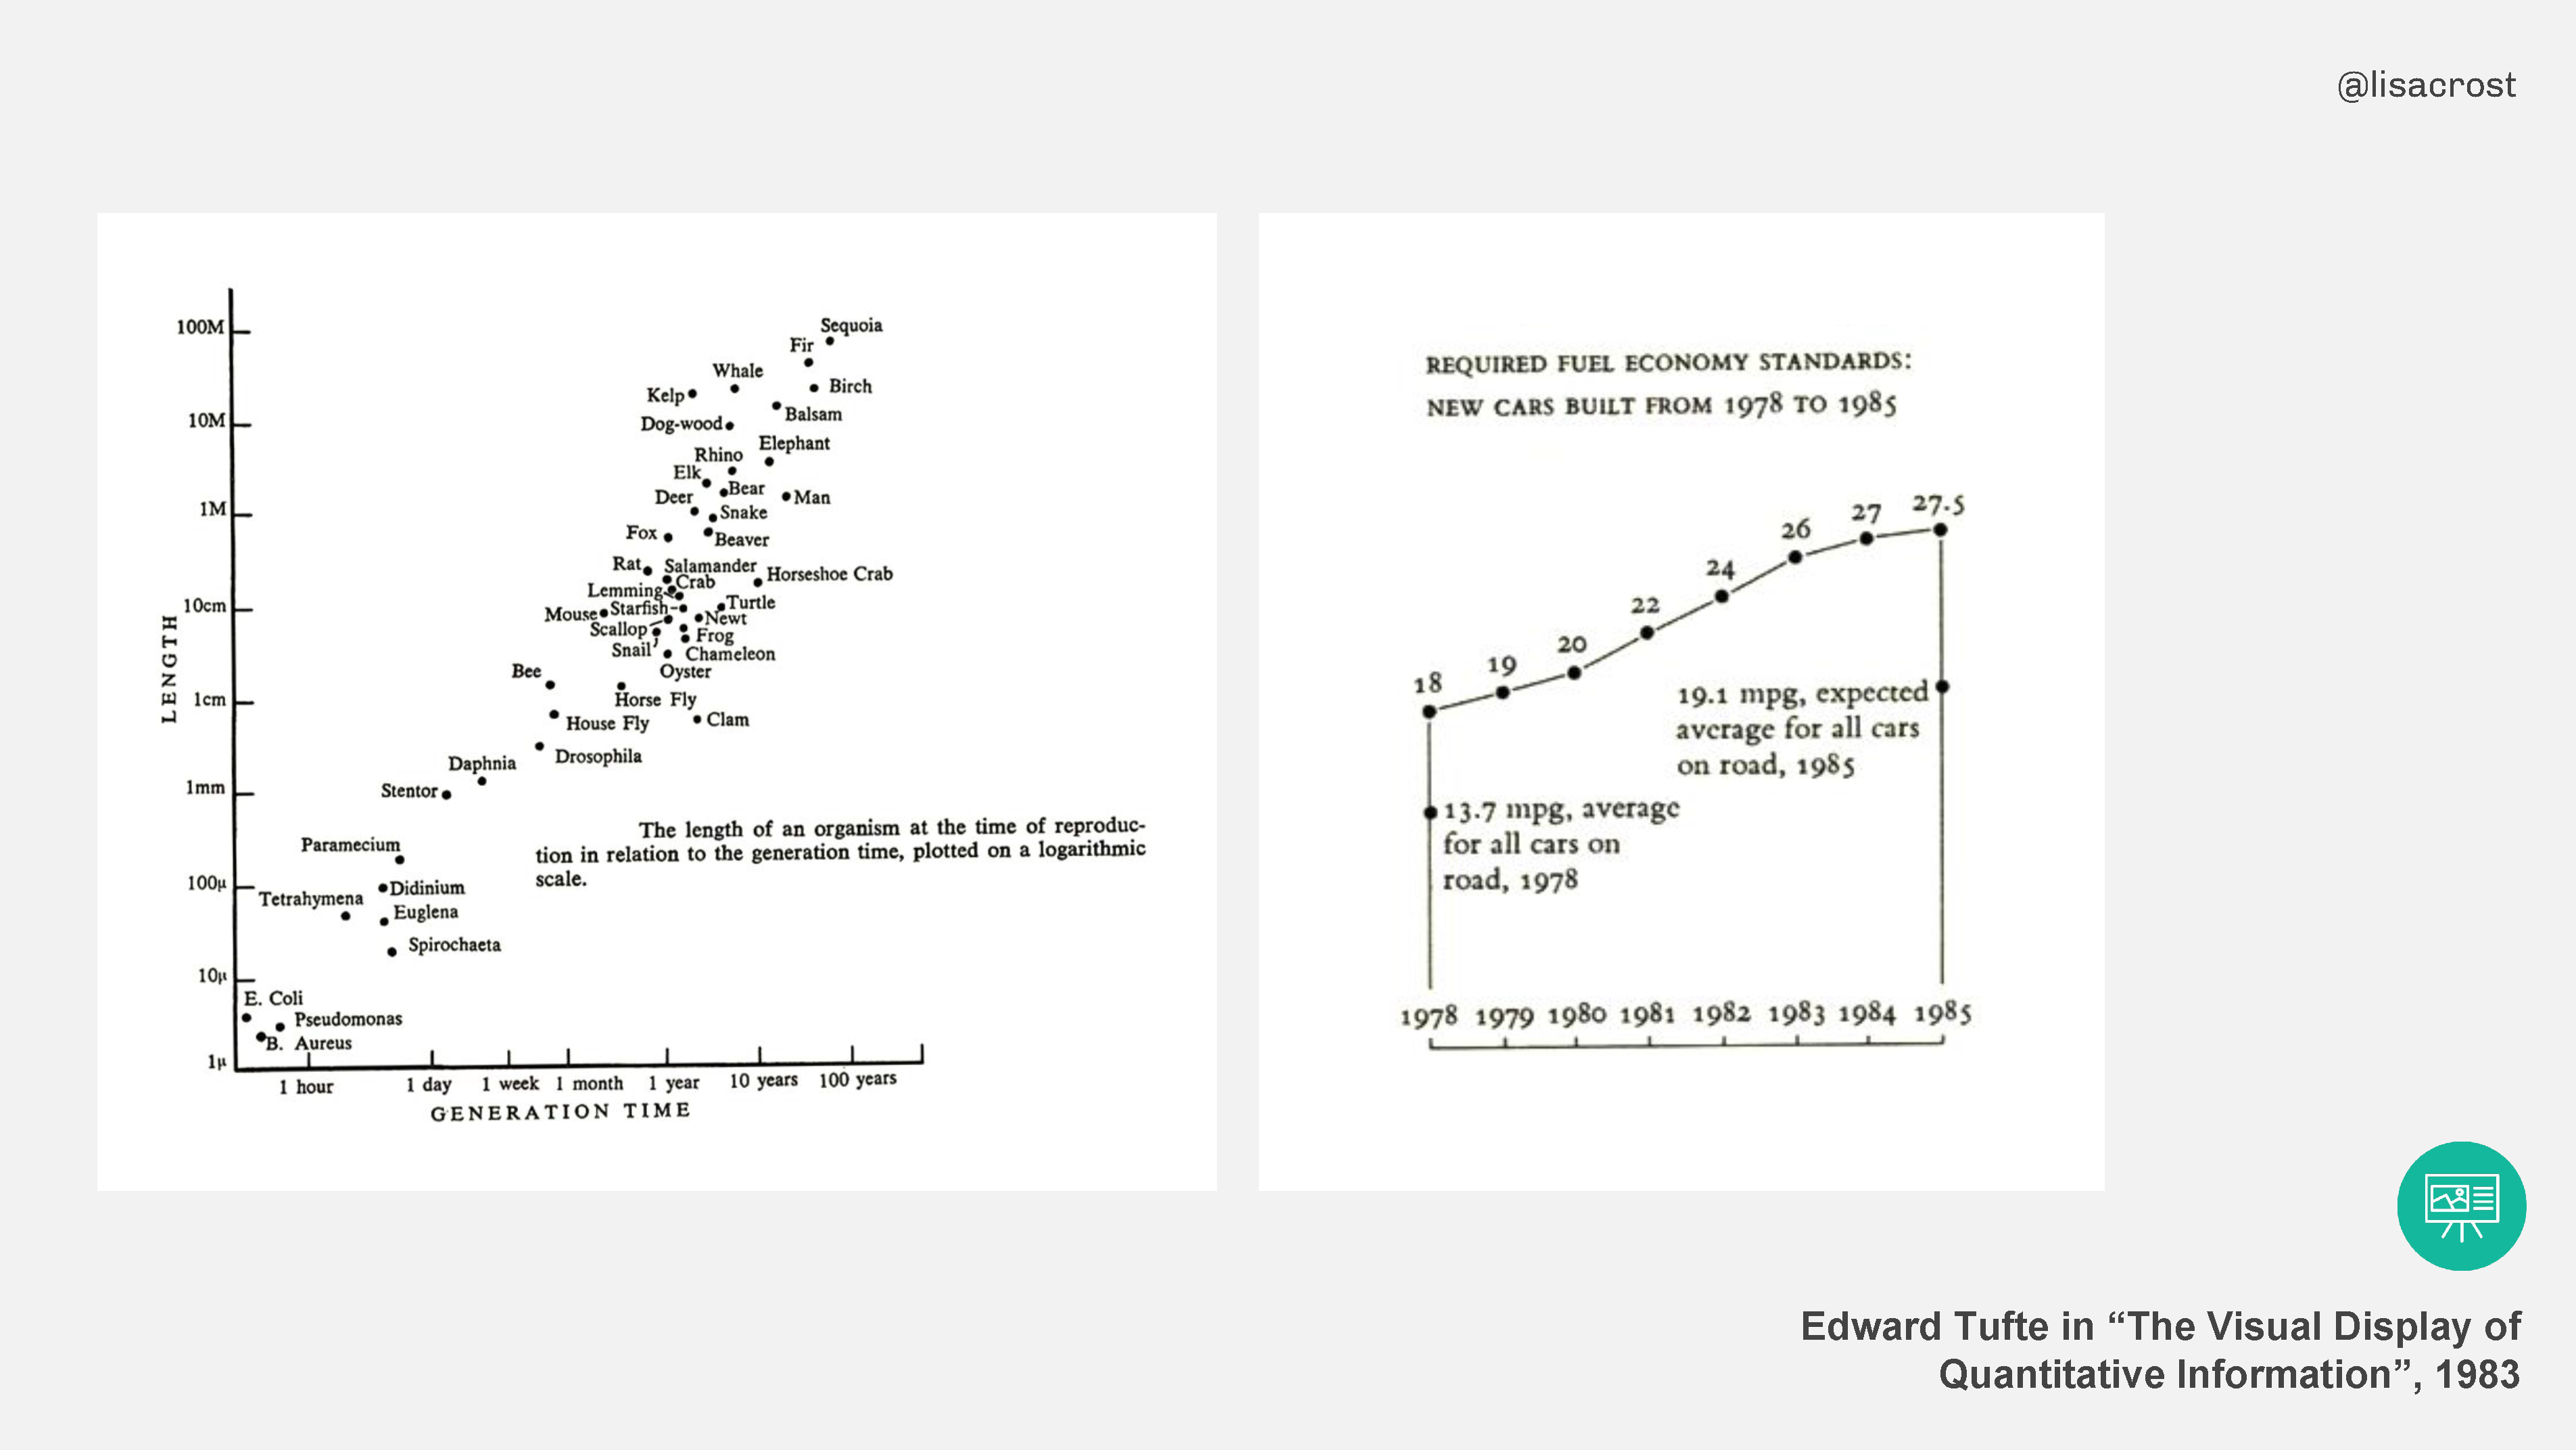 @lisacrost
100M
10M
1M
10cm
1cm
1mm
100µ
10µ
1µ
LENGTH
Sequoia
Fir
Whale
Birch
Kelp
Balsam
Dog-wood
Elephant
Rhino
Elk
Bear
Deer
Man
Snake
Fox
Beaver
Rat
Salamander
Horseshoe Crab
Crab
Lemming
Turtle
Starfish
Mouse
Newt
Scallop
Frog
Snail
Chameleon
Oyster
Bee
Horse Fly
Clam
House Fly
Drosophila
Daphnia
Stentor
Paramecium
Didinium
Tetrahymena
Euglena
Spirochaeta
E. Coli
Pseudomonas
B. Aureus
The length of an organism at the time of reproduc-
tion in relation to the generation time, plotted on a logarithmic
scale.
1 hour 1 day 1 week 1 month 1 year 10 years 100 years
GENERATION TIME
REQUIRED FUEL ECONOMY STANDARDS:
NEW CARS BUILT FROM 1978 TO 1985
18 19 20 22 24 26 27 27.5
19.1 mpg, expected
average for all cars
on road, 1985
13.7 mpg, average
for all cars on
road, 1978
1978 1979 1980 1981 1982 1983 1984 1985
Edward Tufte in “The Visual Display of
Quantitative Information”, 1983